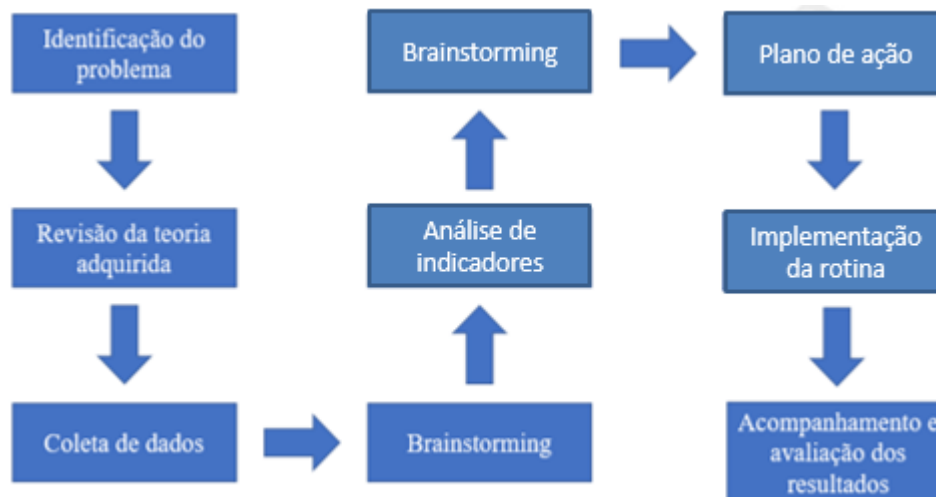 Identificação do
problema
Revisão da teoria
adquirida
Coleta de dados
Brainstorming
Análise de
indicadores
Brainstorming
Plano de ação
Implementação
da rotina
Acompanhamento e
avaliação dos
resultados